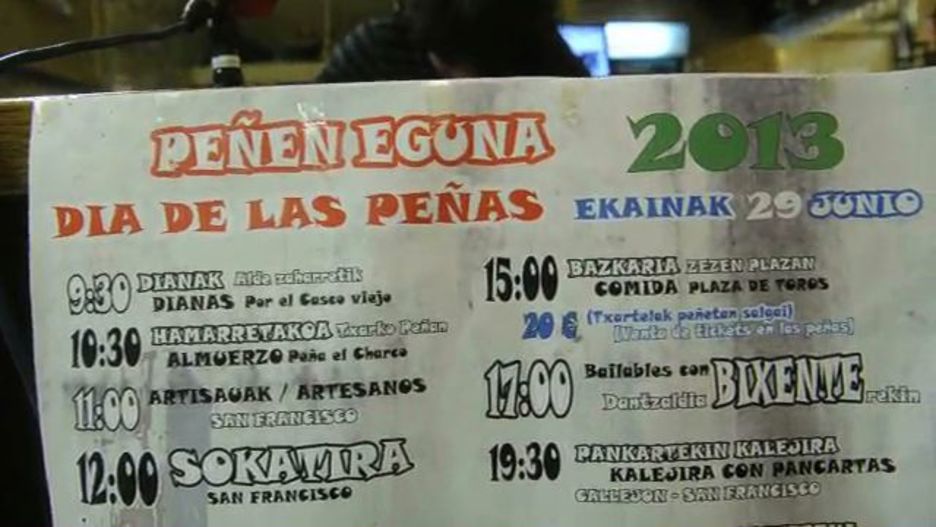 PEÑEN EGUNA 2013
DIA DE LAS PEÑAS EKAINAK 29 JUNIO
9:30 DIANAK Alde zaharretik
DIANAS Por el Casco viejo
10:30 HAMARRETAKOA Txarko Peñan
ALMUERZO Peña el Charco
11:00 ARTISAUAK / ARTESANOS
SAN FRANCISCO
12:00 SOKATIRA
SAN FRANCISCO
15:00 BAZKARIA ZEZEN PLAZAN
COMIDA PLAZA DE TOROS
20 € (Txartelak peñetan salgai)
(Venta de tickets en las peñas)
17:00 Bailables con BIXENTE
Dantzaldia rekin
19:30 PANKARTEKIN KALEJIRA
KALEJIRA CON PANCARTAS
CALLEJON - SAN FRANCISCO